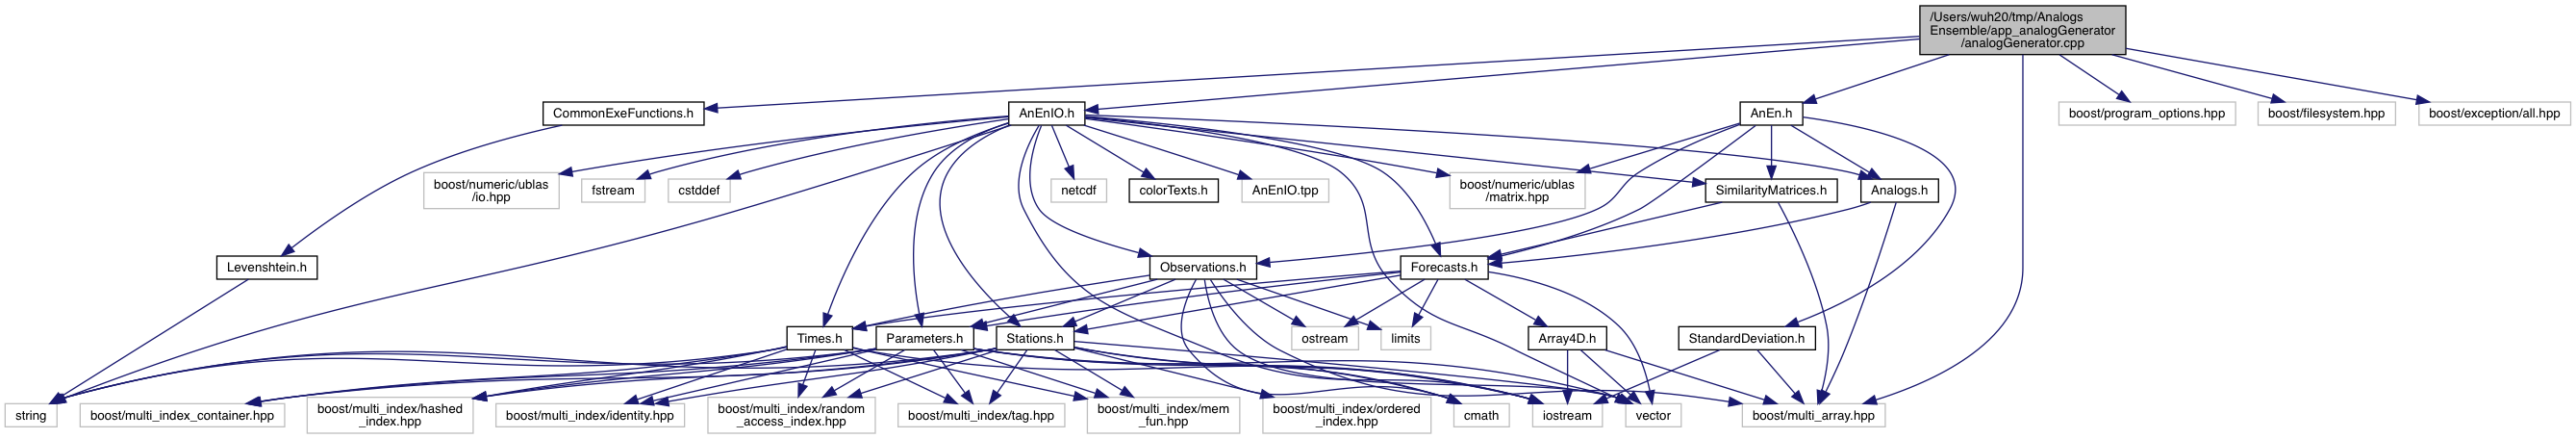 /Users/wuh20/tmp/Analogs
Ensemble/app_analogGenerator
/analogGenerator.cpp
CommonExeFunctions.h
AnEnIO.h
AnEn.h
boost/program_options.hpp
boost/filesystem.hpp
boost/exception/all.hpp
boost/numeric/ublas
/io.hpp
fstream
cstddef
netcdf
colorTexts.h
AnEnIO.tpp
boost/numeric/ublas
/matrix.hpp
SimilarityMatrices.h
Analogs.h
Levenshtein.h
Observations.h
Forecasts.h
Times.h
Parameters.h
Stations.h
ostream
limits
Array4D.h
StandardDeviation.h
string
boost/multi_index_container.hpp
boost/multi_index/hashed
_index.hpp
boost/multi_index/identity.hpp
boost/multi_index/random
_access_index.hpp
boost/multi_index/tag.hpp
boost/multi_index/mem
_fun.hpp
boost/multi_index/ordered
_index.hpp
cmath
iostream
vector
boost/multi_array.hpp